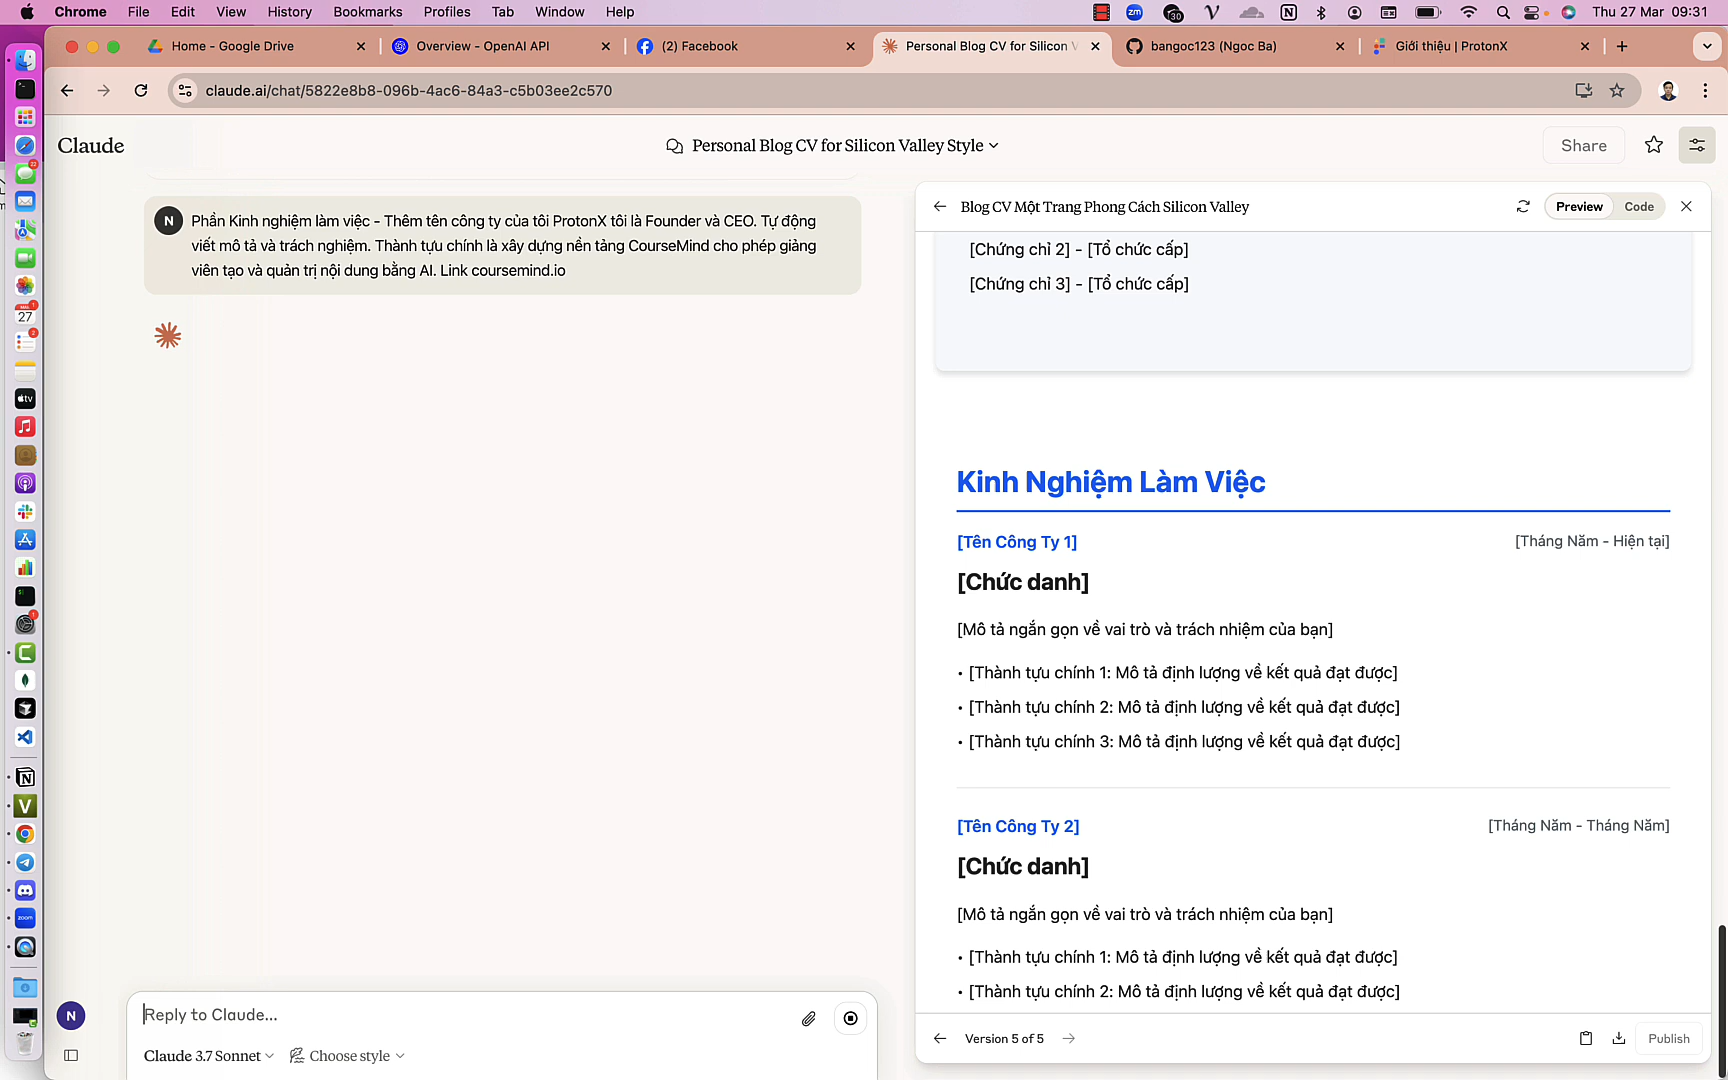 Chrome File Edit View History Bookmarks Profiles Tab Window Help
zm
30
Thu 27 Mar 09:31
Home - Google Drive
Overview - OpenAI API
(2) Facebook
Personal Blog CV for Silicon V
bangoc123 (Ngoc Ba)
Giới thiệu | ProtonX
claude.ai/chat/5822e8b8-096b-4ac6-84a3-c5b03ee2c570
Claude
Personal Blog CV for Silicon Valley Style
Share
N
Phần Kinh nghiệm làm việc - Thêm tên công ty của tôi ProtonX tôi là Founder và CEO. Tự động
viết mô tả và trách nghiệm. Thành tựu chính là xây dựng nền tảng CourseMind cho phép giảng
viên tạo và quản trị nội dung bằng AI. Link coursemind.io
Blog CV Một Trang Phong Cách Silicon Valley
Preview
Code
[Chứng chỉ 2] - [Tổ chức cấp]
[Chứng chỉ 3] - [Tổ chức cấp]
Kinh Nghiệm Làm Việc
[Tên Công Ty 1]
[Tháng Năm - Hiện tại]
[Chức danh]
[Mô tả ngắn gọn về vai trò và trách nhiệm của bạn]
• [Thành tựu chính 1: Mô tả định lượng về kết quả đạt được]
• [Thành tựu chính 2: Mô tả định lượng về kết quả đạt được]
• [Thành tựu chính 3: Mô tả định lượng về kết quả đạt được]
[Tên Công Ty 2]
[Tháng Năm - Tháng Năm]
[Chức danh]
[Mô tả ngắn gọn về vai trò và trách nhiệm của bạn]
• [Thành tựu chính 1: Mô tả định lượng về kết quả đạt được]
• [Thành tựu chính 2: Mô tả định lượng về kết quả đạt được]
Version 5 of 5
Publish
N
Reply to Claude...
Claude 3.7 Sonnet
Choose style
27
tv
zoom